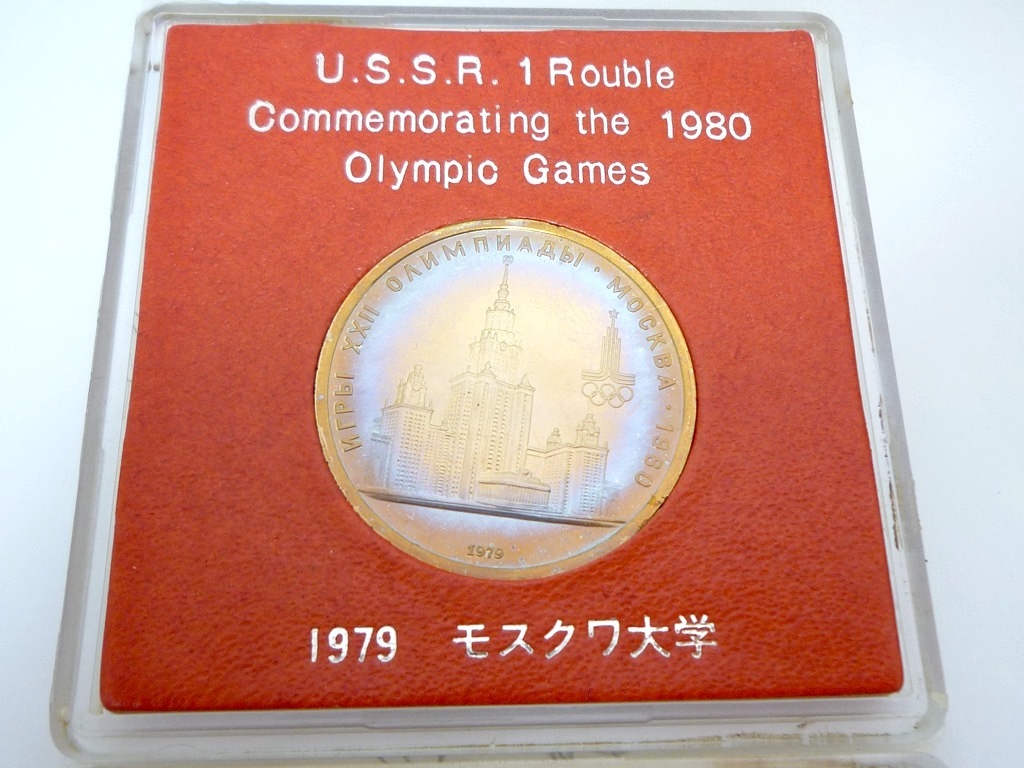 U.S.S.R. 1 Rouble
Commemorating the 1980
Olympic Games
ИГРЫ XXII ОЛИМПИАДЫ · МОСКВА · 1980
1979
1979 モスクワ大学